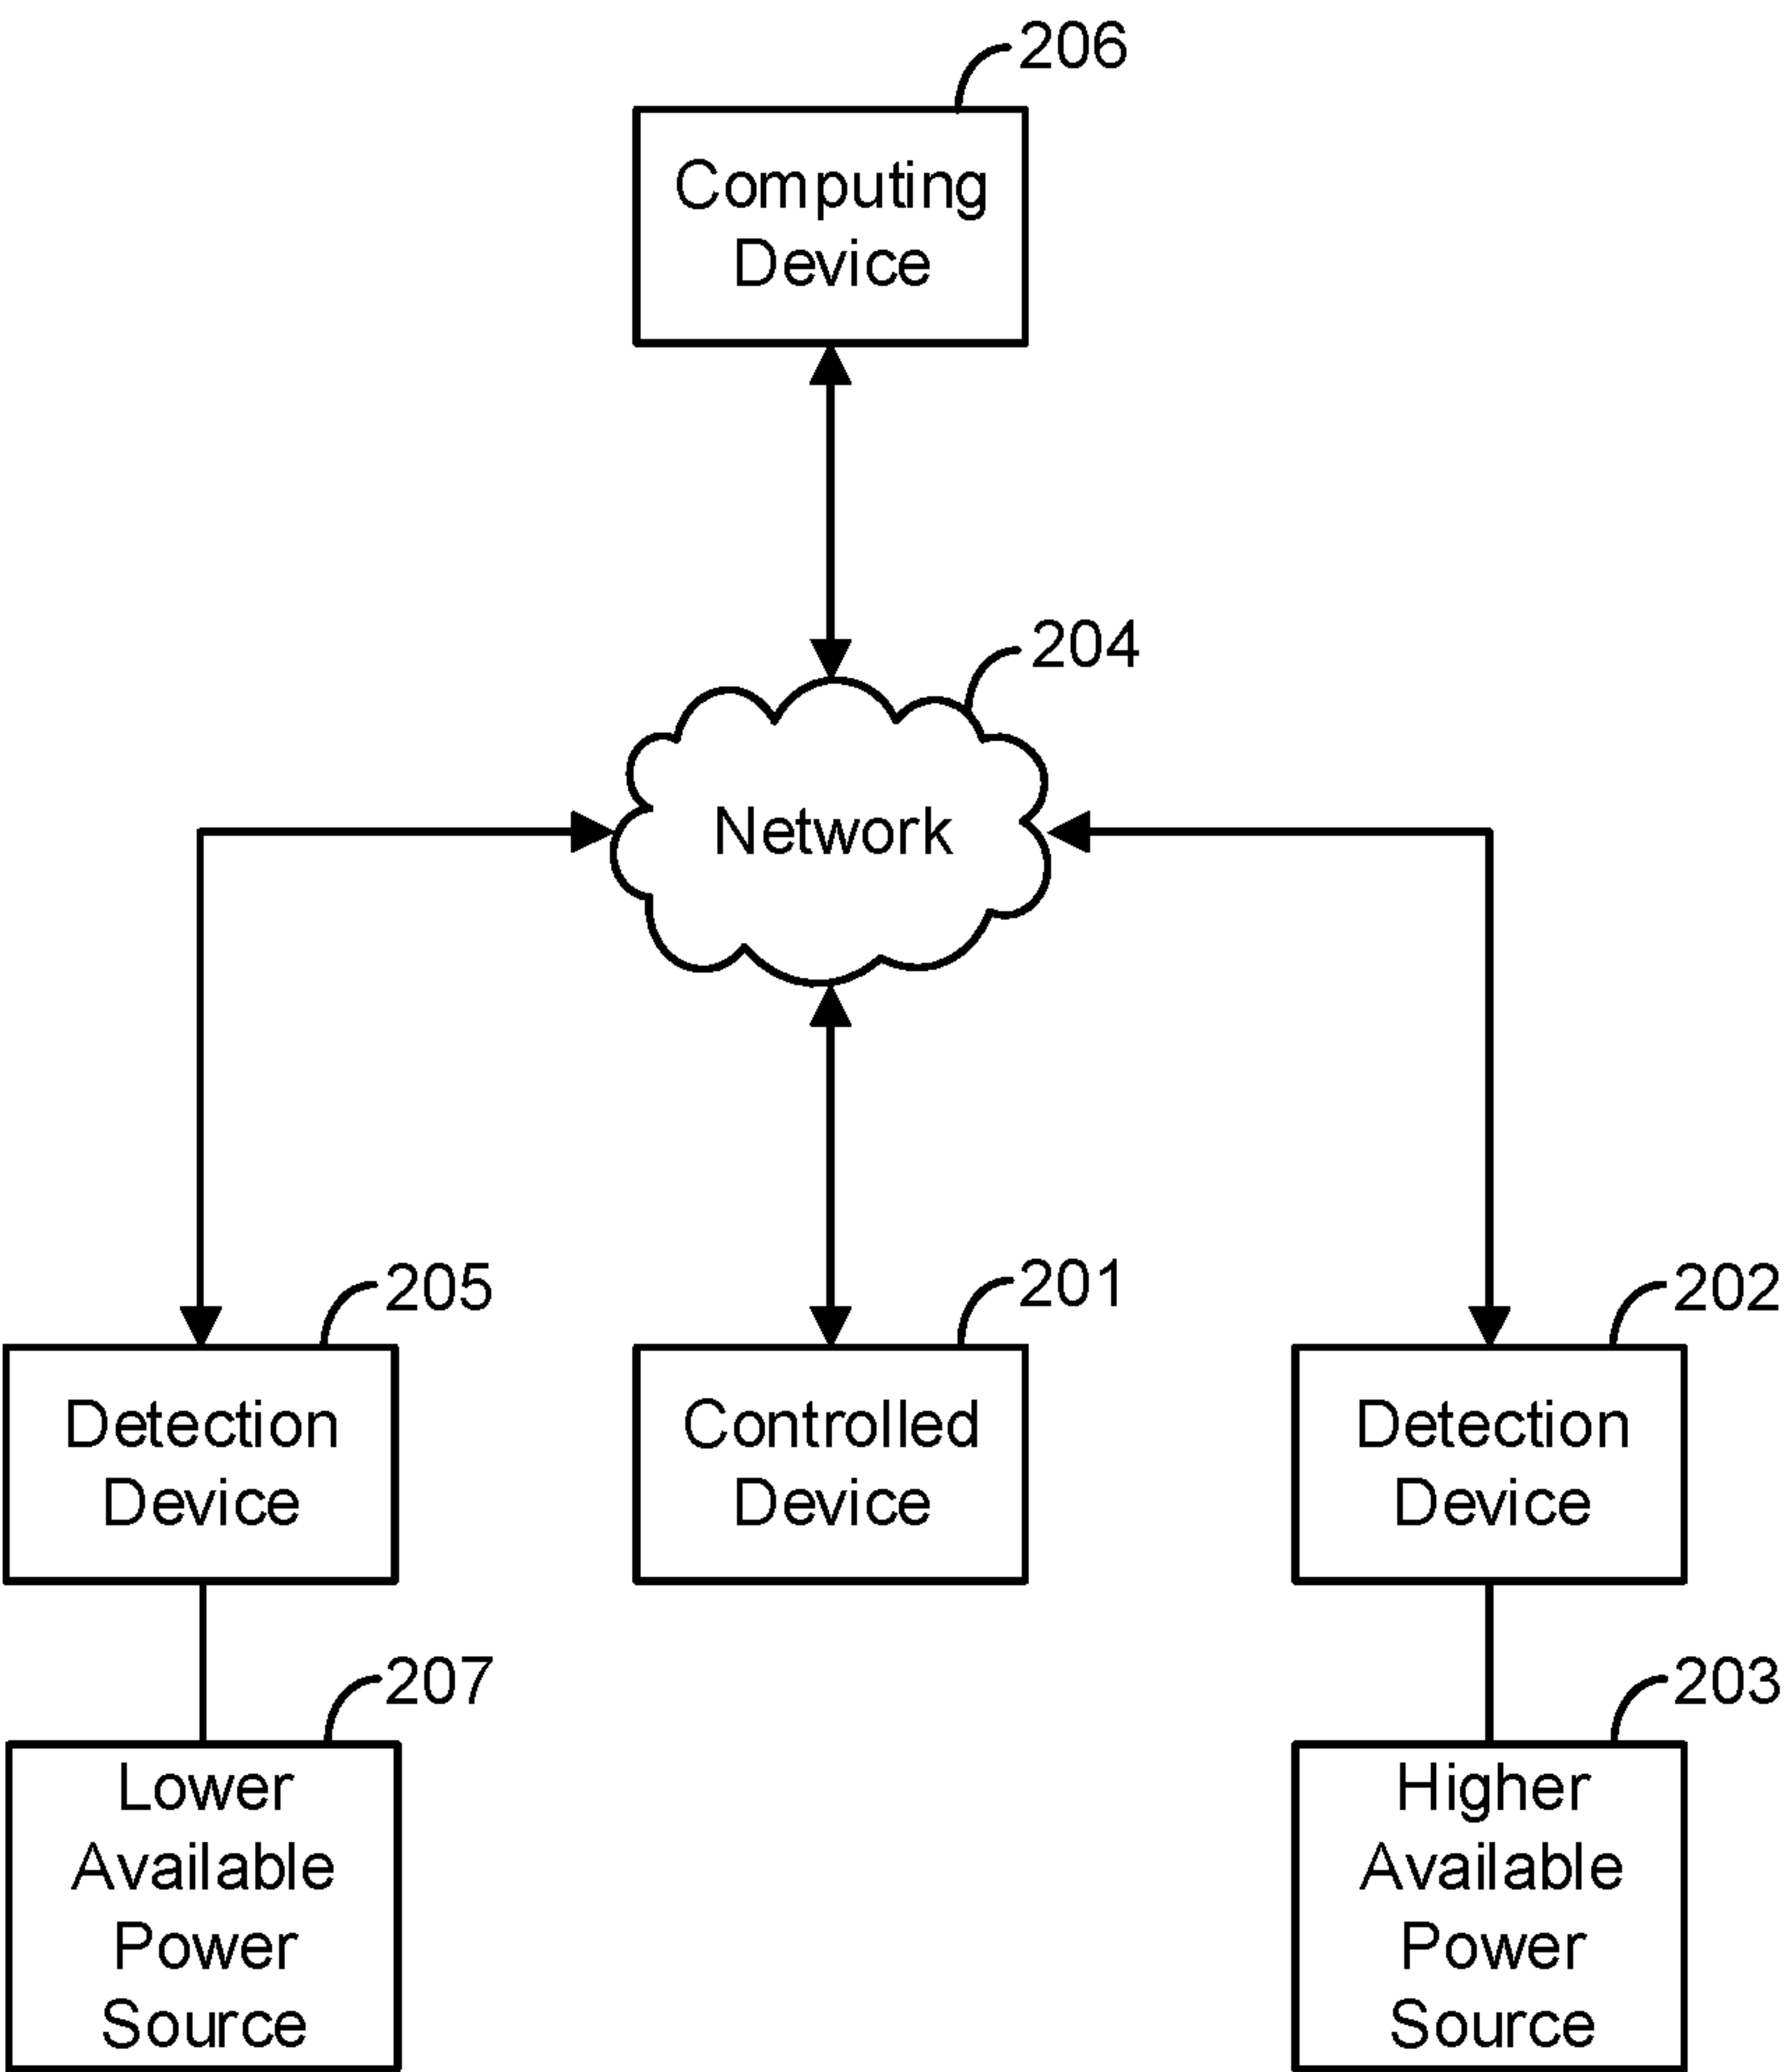 206
Computing
Device
204
Network
205
201
202
Detection
Device
Controlled
Device
Detection
Device
207
203
Lower
Available
Power
Source
Higher
Available
Power
Source